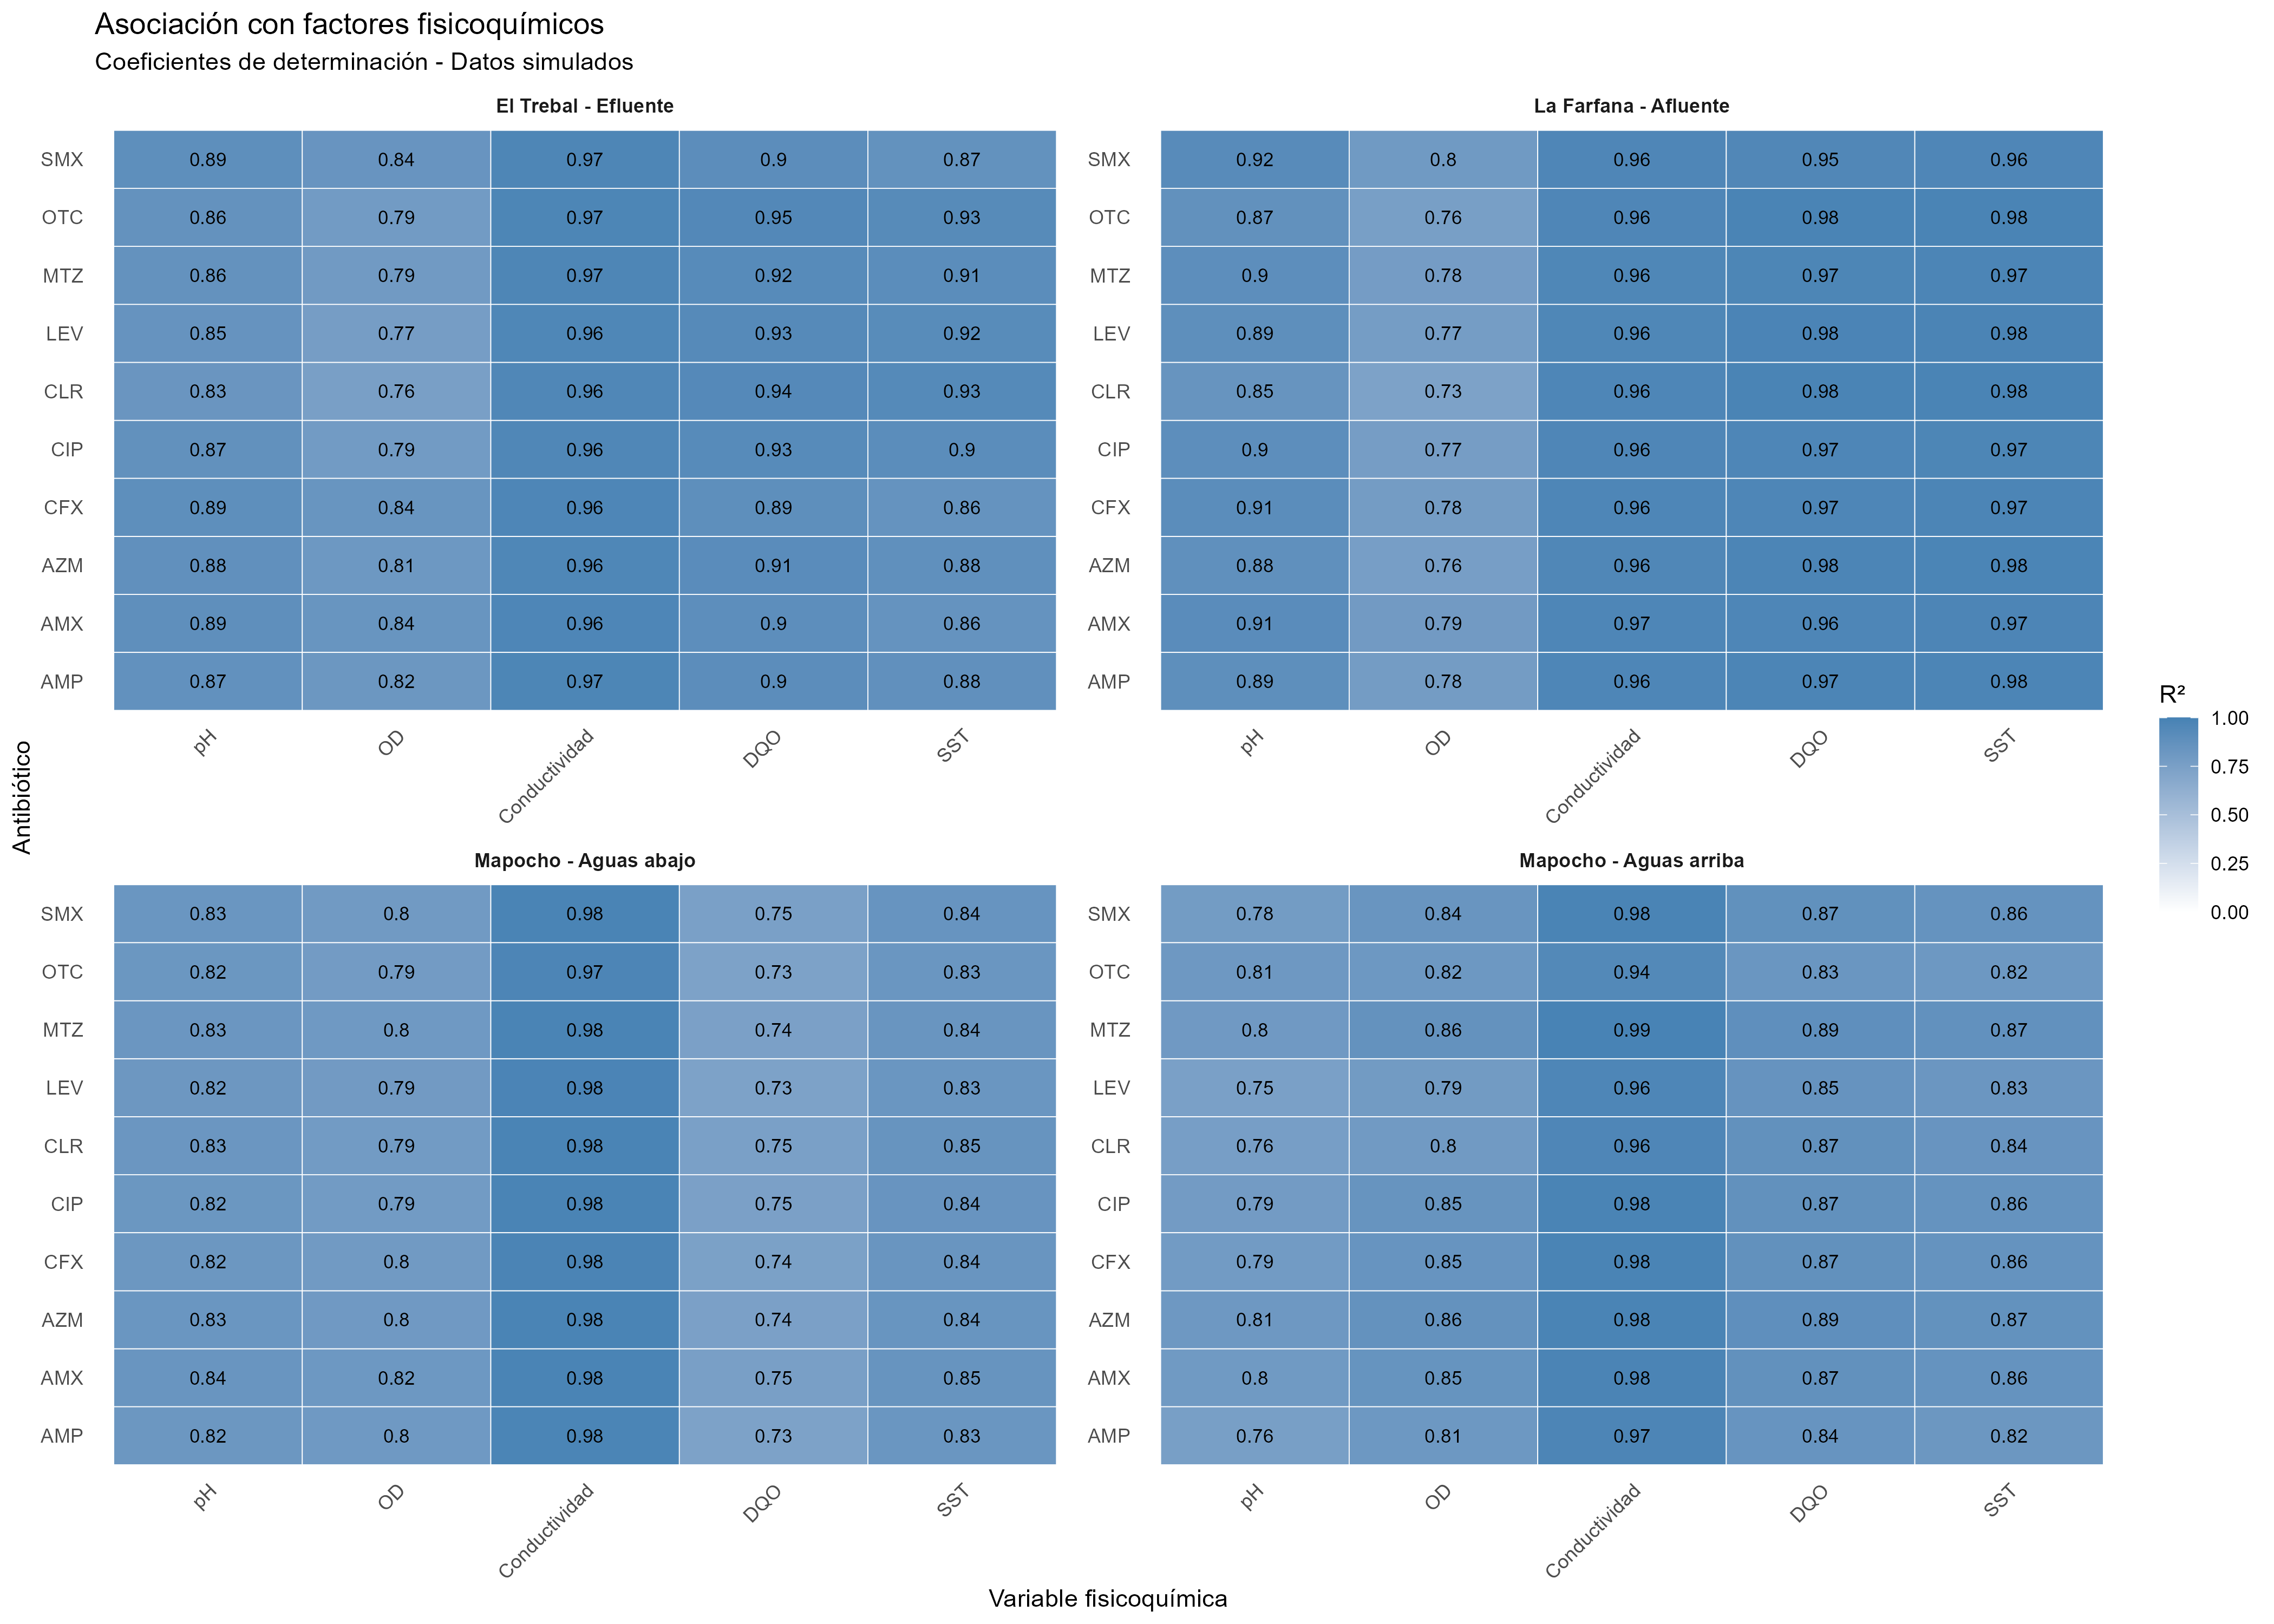 Asociación con factores fisicoquímicos
Coeficientes de determinación - Datos simulados
El Trebal - Efluente
SMX 0.89 0.84 0.97 0.9 0.87
OTC 0.86 0.79 0.97 0.95 0.93
MTZ 0.86 0.79 0.97 0.92 0.91
LEV 0.85 0.77 0.96 0.93 0.92
CLR 0.83 0.76 0.96 0.94 0.93
CIP 0.87 0.79 0.96 0.93 0.9
CFX 0.89 0.84 0.96 0.89 0.86
AZM 0.88 0.81 0.96 0.91 0.88
AMX 0.89 0.84 0.96 0.9 0.86
AMP 0.87 0.82 0.97 0.9 0.88
pH OD Conductividad DQO SST
La Farfana - Afluente
SMX 0.92 0.8 0.96 0.95 0.96
OTC 0.87 0.76 0.96 0.98 0.98
MTZ 0.9 0.78 0.96 0.97 0.97
LEV 0.89 0.77 0.96 0.98 0.98
CLR 0.85 0.73 0.96 0.98 0.98
CIP 0.9 0.77 0.96 0.97 0.97
CFX 0.91 0.78 0.96 0.97 0.97
AZM 0.88 0.76 0.96 0.98 0.98
AMX 0.91 0.79 0.97 0.96 0.97
AMP 0.89 0.78 0.96 0.97 0.98
pH OD Conductividad DQO SST
Mapocho - Aguas abajo
SMX 0.83 0.8 0.98 0.75 0.84
OTC 0.82 0.79 0.97 0.73 0.83
MTZ 0.83 0.8 0.98 0.74 0.84
LEV 0.82 0.79 0.98 0.73 0.83
CLR 0.83 0.79 0.98 0.75 0.85
CIP 0.82 0.79 0.98 0.75 0.84
CFX 0.82 0.8 0.98 0.74 0.84
AZM 0.83 0.8 0.98 0.74 0.84
AMX 0.84 0.82 0.98 0.75 0.85
AMP 0.82 0.8 0.98 0.73 0.83
pH OD Conductividad DQO SST
Mapocho - Aguas arriba
SMX 0.78 0.84 0.98 0.87 0.86
OTC 0.81 0.82 0.94 0.83 0.82
MTZ 0.8 0.86 0.99 0.89 0.87
LEV 0.75 0.79 0.96 0.85 0.83
CLR 0.76 0.8 0.96 0.87 0.84
CIP 0.79 0.85 0.98 0.87 0.86
CFX 0.79 0.85 0.98 0.87 0.86
AZM 0.81 0.86 0.98 0.89 0.87
AMX 0.8 0.85 0.98 0.87 0.86
AMP 0.76 0.81 0.97 0.84 0.82
pH OD Conductividad DQO SST
Antibiótico
Variable fisicoquímica
R²
1.00
0.75
0.50
0.25
0.00